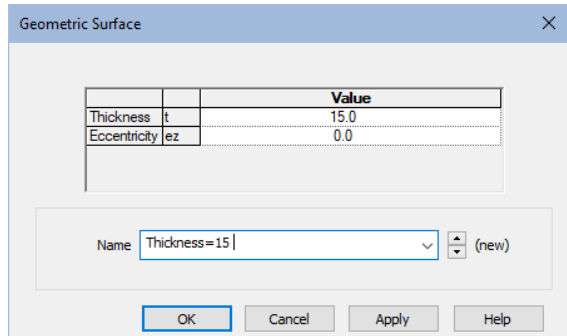 Geometric Surface
Value
Thickness t 15.0
Eccentricity ez 0.0
Name Thickness=15 (new)
OK Cancel Apply Help